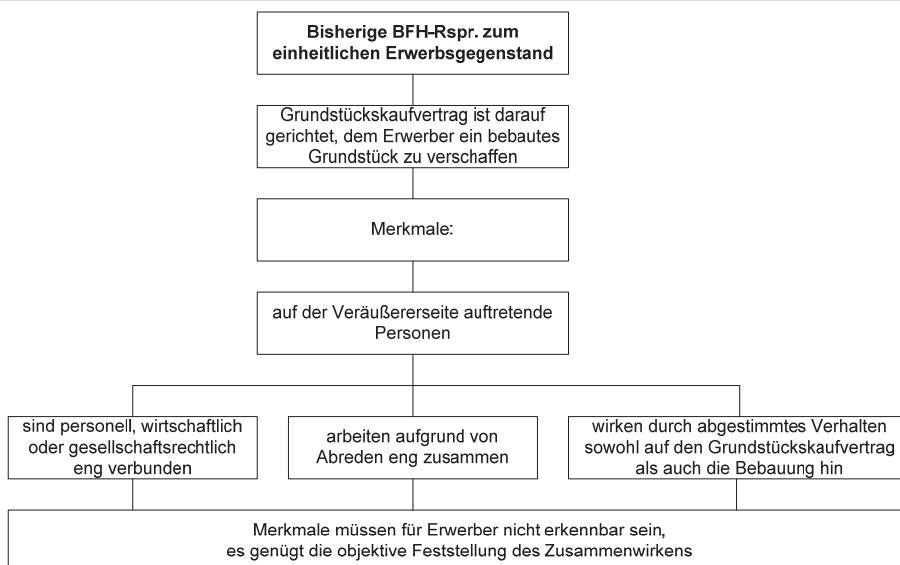 Bisherige BFH-Rspr. zum
einheitlichen Erwerbsgegenstand
Grundstückskaufvertrag ist darauf
gerichtet, dem Erwerber ein bebautes
Grundstück zu verschaffen
Merkmale:
auf der Veräußererseite auftretende
Personen
sind personell, wirtschaftlich
oder gesellschaftsrechtlich
eng verbunden
arbeiten aufgrund von
Abreden eng zusammen
wirken durch abgestimmtes Verhalten
sowohl auf den Grundstückskaufvertrag
als auch die Bebauung hin
Merkmale müssen für Erwerber nicht erkennbar sein,
es genügt die objektive Feststellung des Zusammenwirkens